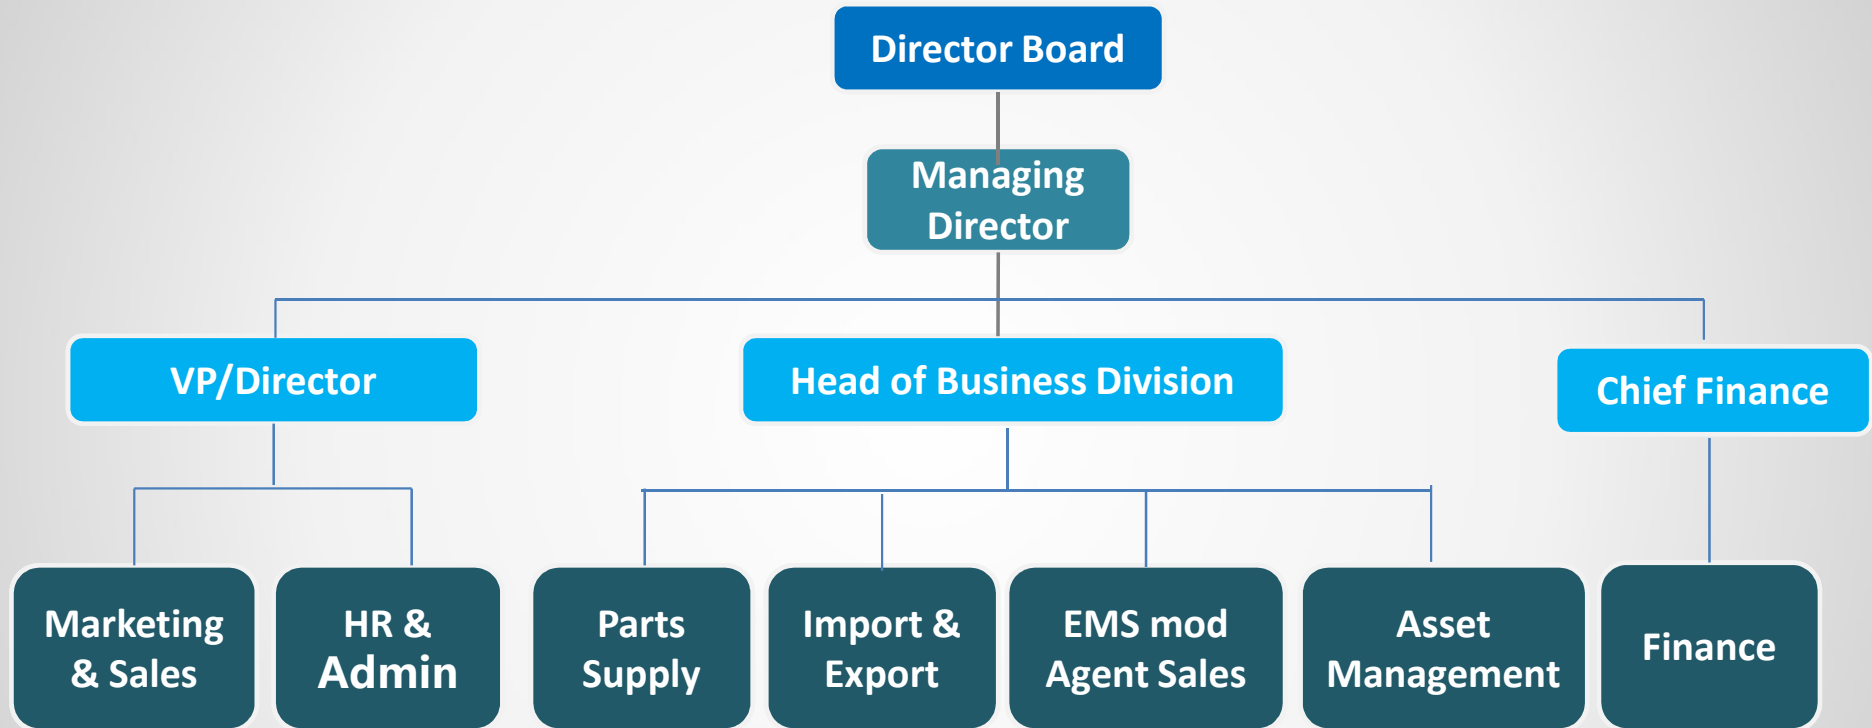 Director Board
Managing
Director
VP/Director
Head of Business Division
Chief Finance
Marketing
& Sales
HR &
Admin
Parts
Supply
Import &
Export
EMS mod
Agent Sales
Asset
Management
Finance